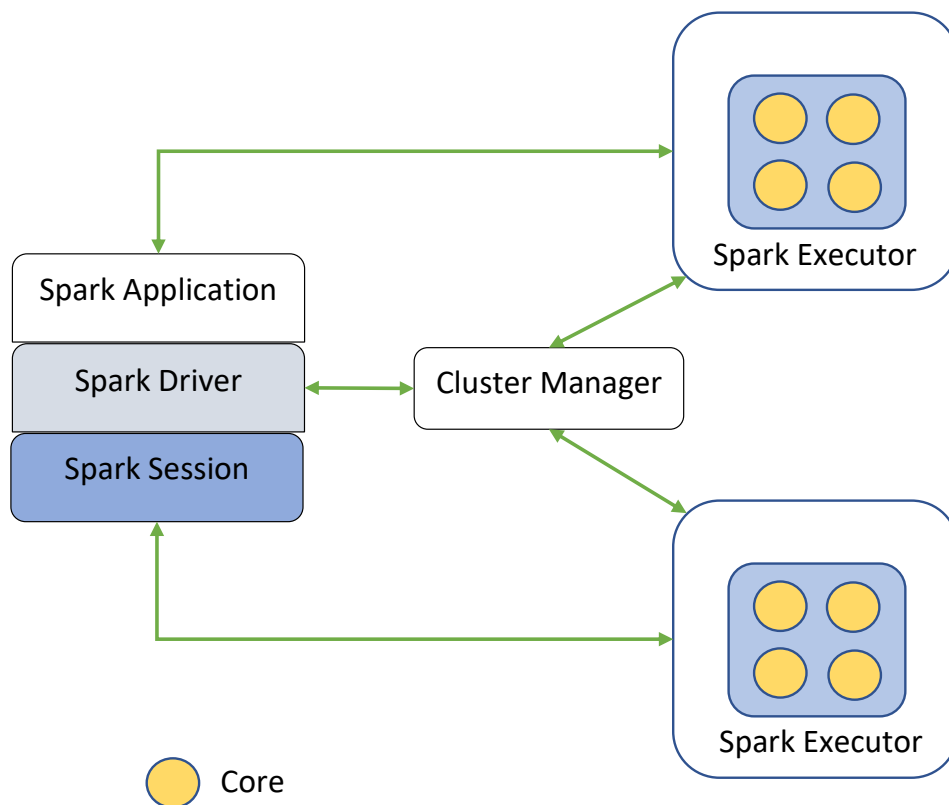 Spark Executor
Spark Application
Spark Driver
Cluster Manager
Spark Session
Spark Executor
Core